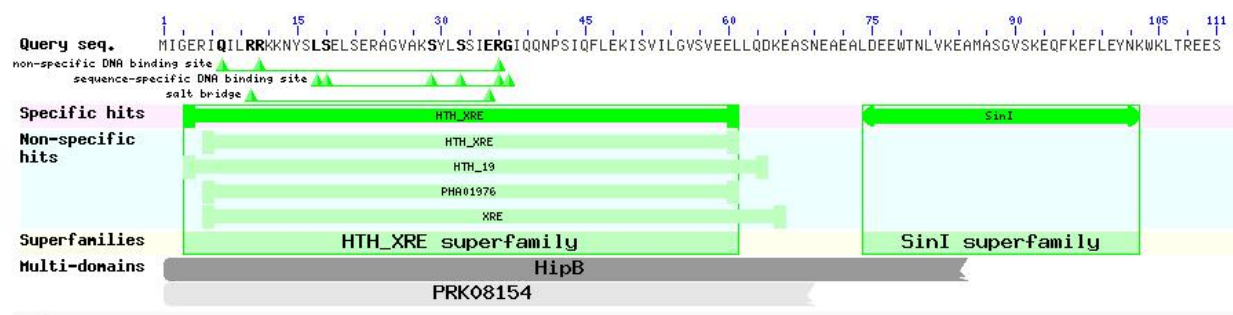 1 15 30 45 60 75 90 105 111
Query seq. MIGERIQILRRKKNYSLSELSERAGVAKSYLSSIERGIQQNPSIQFLEKISVILGVSVEELLQDKEASNEAEALDEEWTNLVKEAMASGVSKEQFKEFLEYNKWKLTREES
non-specific DNA binding site
sequence-specific DNA binding site
salt bridge
Specific hits HTH_XRE SinI
Non-specific hits HTH_XRE
HTH_19
PHA01976
XRE
Superfamilies HTH_XRE superfamily SinI superfamily
Multi-domains HipB
PRK08154